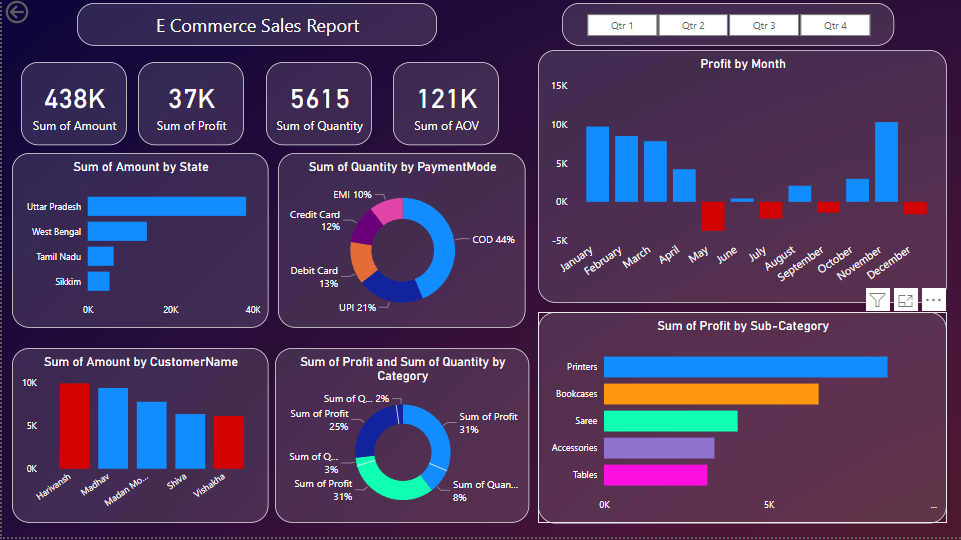 E Commerce Sales Report
Qtr 1 Qtr 2 Qtr 3 Qtr 4
438K
Sum of Amount
37K
Sum of Profit
5615
Sum of Quantity
121K
Sum of AOV
Profit by Month
15K
10K
5K
0K
-5K
January February March April May June July August September October November December
Sum of Amount by State
Uttar Pradesh
West Bengal
Tamil Nadu
Sikkim
0K 20K 40K
Sum of Quantity by PaymentMode
EMI 10%
Credit Card
12%
Debit Card
13%
UPI 21%
COD 44%
Sum of Amount by CustomerName
10K
5K
0K
Harivansh Madhav Madan Mo... Shiva Vishakha
Sum of Profit and Sum of Quantity by
Category
Sum of Q... 2%
Sum of Profit
25%
Sum of Q...
3%
Sum of Profit
31%
Sum of Profit
31%
Sum of Quan...
8%
Sum of Profit by Sub-Category
Printers
Bookcases
Saree
Accessories
Tables
0K 5K ...